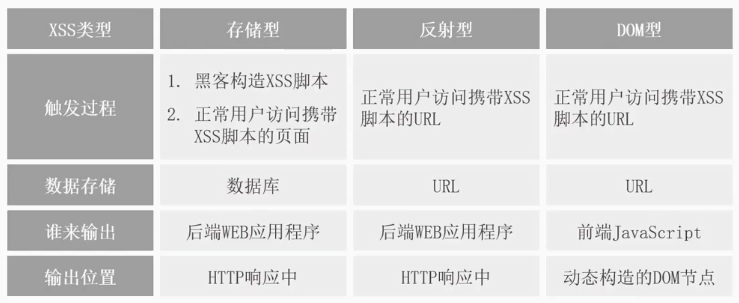 XSS类型 存储型 反射型 DOM型
触发过程
1. 黑客构造XSS脚本
2. 正常用户访问携带
XSS脚本的页面
正常用户访问携带XSS
脚本的URL
正常用户访问携带XSS
脚本的URL
数据存储 数据库 URL URL
谁来输出 后端WEB应用程序 后端WEB应用程序 前端JavaScript
输出位置 HTTP响应中 HTTP响应中 动态构造的DOM节点